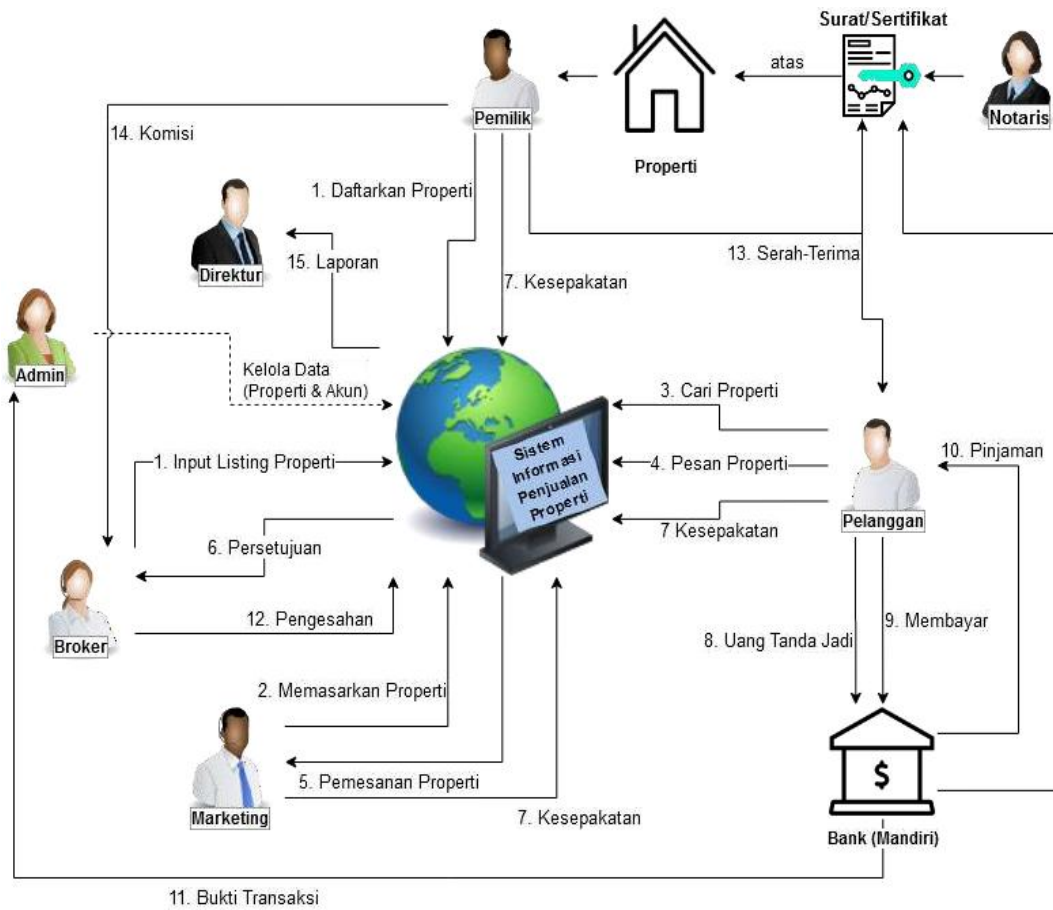 Surat/Sertifikat
atas
Pemilik
Notaris
14. Komisi
Properti
1. Daftarkan Properti
13. Serah-Terima
15. Laporan
Direktur
7. Kesepakatan
Admin
Kelola Data
(Properti & Akun)
3. Cari Properti
Sistem
Informasi
Penjualan
Properti
1. Input Listing Properti
4. Pesan Properti
10. Pinjaman
Pelanggan
7 Kesepakatan
6. Persetujuan
12. Pengesahan
Broker
9. Membayar
8. Uang Tanda Jadi
2. Memasarkan Properti
5. Pemesanan Properti
$
Marketing
7. Kesepakatan
Bank (Mandiri)
11. Bukti Transaksi